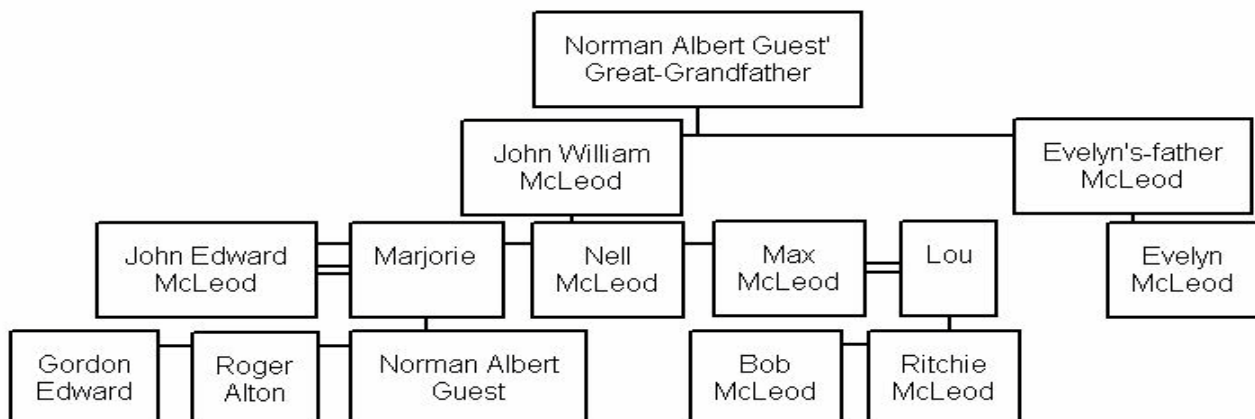 Norman Albert Guest'
Great-Grandfather
John William
McLeod
Evelyn's-father
McLeod
John Edward
McLeod
Marjorie
Nell
McLeod
Max
McLeod
Lou
Evelyn
McLeod
Gordon
Edward
Roger
Alton
Norman Albert
Guest
Bob
McLeod
Ritchie
McLeod